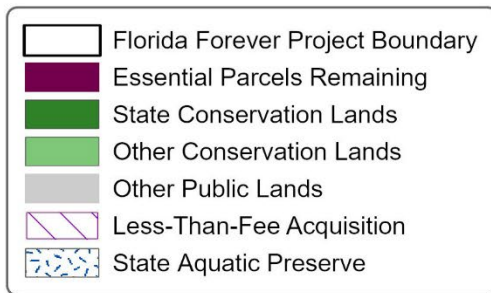 Florida Forever Project Boundary
Essential Parcels Remaining
State Conservation Lands
Other Conservation Lands
Other Public Lands
Less-Than-Fee Acquisition
State Aquatic Preserve